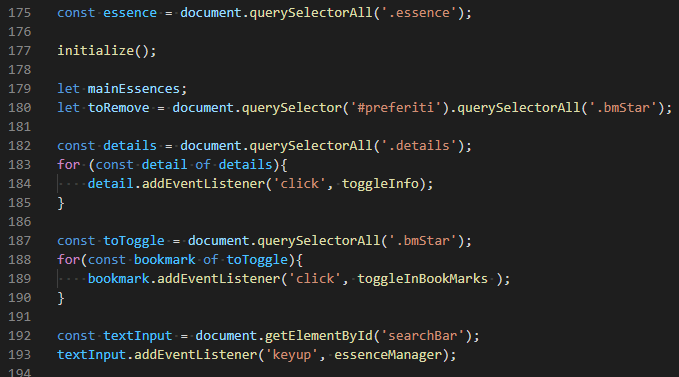 175 const essence = document.querySelectorAll('.essence');
176
177 initialize();
178
179 let mainEssences;
180 let toRemove = document.querySelector('#preferiti').querySelectorAll('.bmStar');
181
182 const details = document.querySelectorAll('.details');
183 for (const detail of details){
184     detail.addEventListener('click', toggleInfo);
185 }
186
187 const toToggle = document.querySelectorAll('.bmStar');
188 for(const bookmark of toToggle){
189     bookmark.addEventListener('click', toggleInBookMarks );
190 }
191
192 const textInput = document.getElementById('searchBar');
193 textInput.addEventListener('keyup', essenceManager);
194